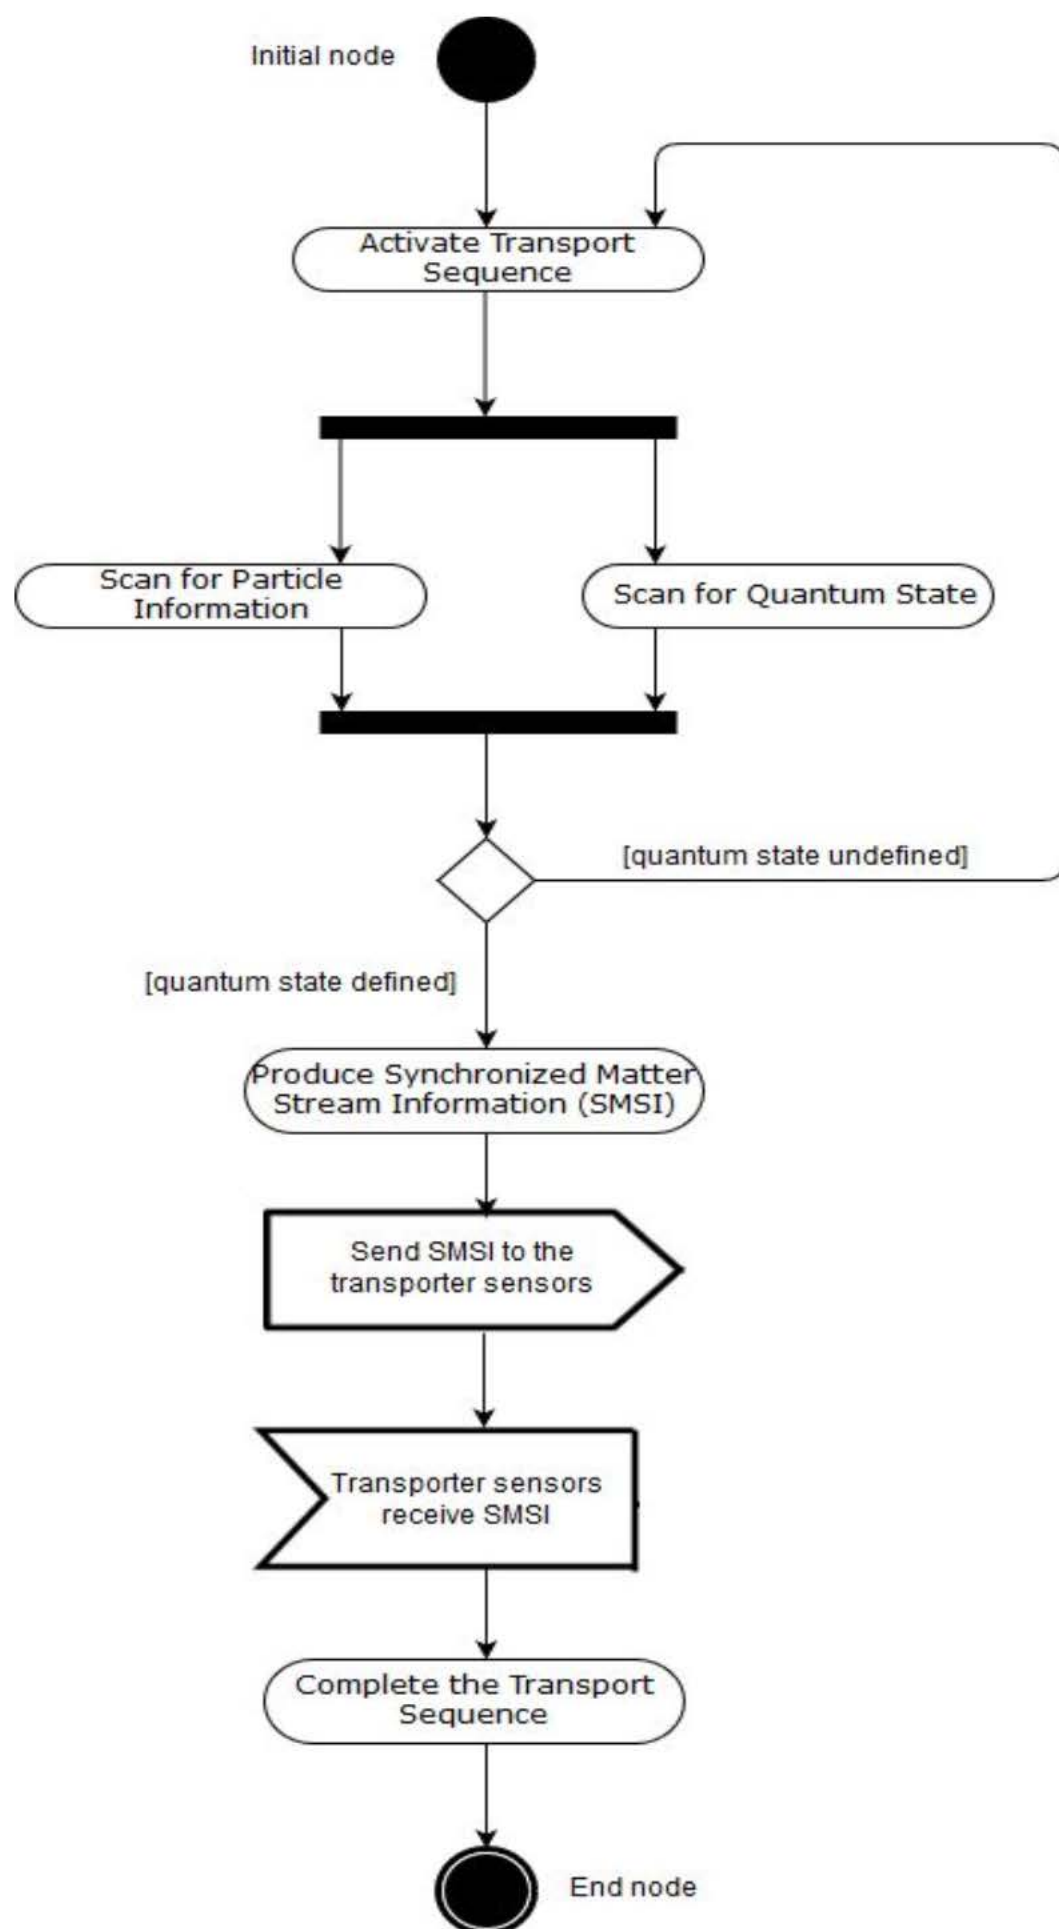 Initial node
Activate Transport
Sequence
Scan for Particle
Information
Scan for Quantum State
[quantum state undefined]
[quantum state defined]
Produce Synchronized Matter
Stream Information (SMSI)
Send SMSI to the
transporter sensors
Transporter sensors
receive SMSI
Complete the Transport
Sequence
End node